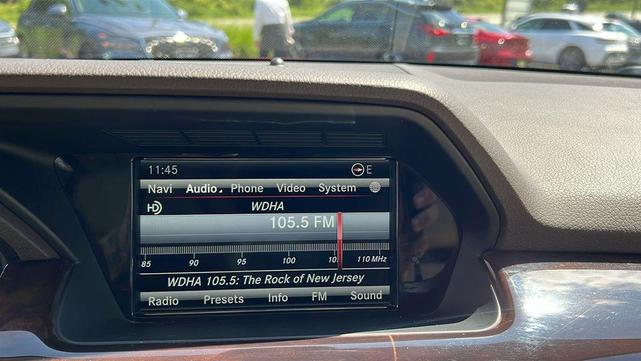 11:45 E
Navi Audio Phone Video System
HD WDHA
105.5 FM
85 90 95 100 10 110 MHz
WDHA 105.5: The Rock of New Jersey
Radio Presets Info FM Sound